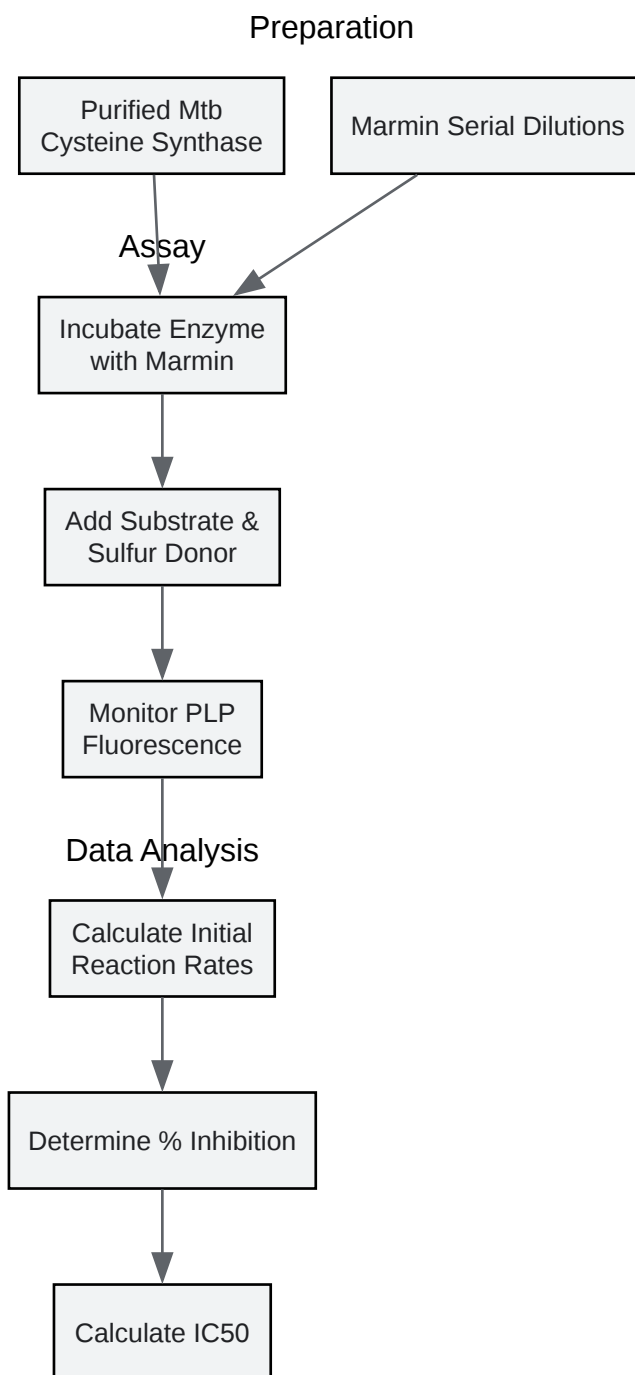 Preparation
Purified Mtb
Cysteine Synthase
Marmin Serial Dilutions
Assay
Incubate Enzyme
with Marmin
Add Substrate &
Sulfur Donor
Monitor PLP
Fluorescence
Data Analysis
Calculate Initial
Reaction Rates
Determine % Inhibition
Calculate IC50